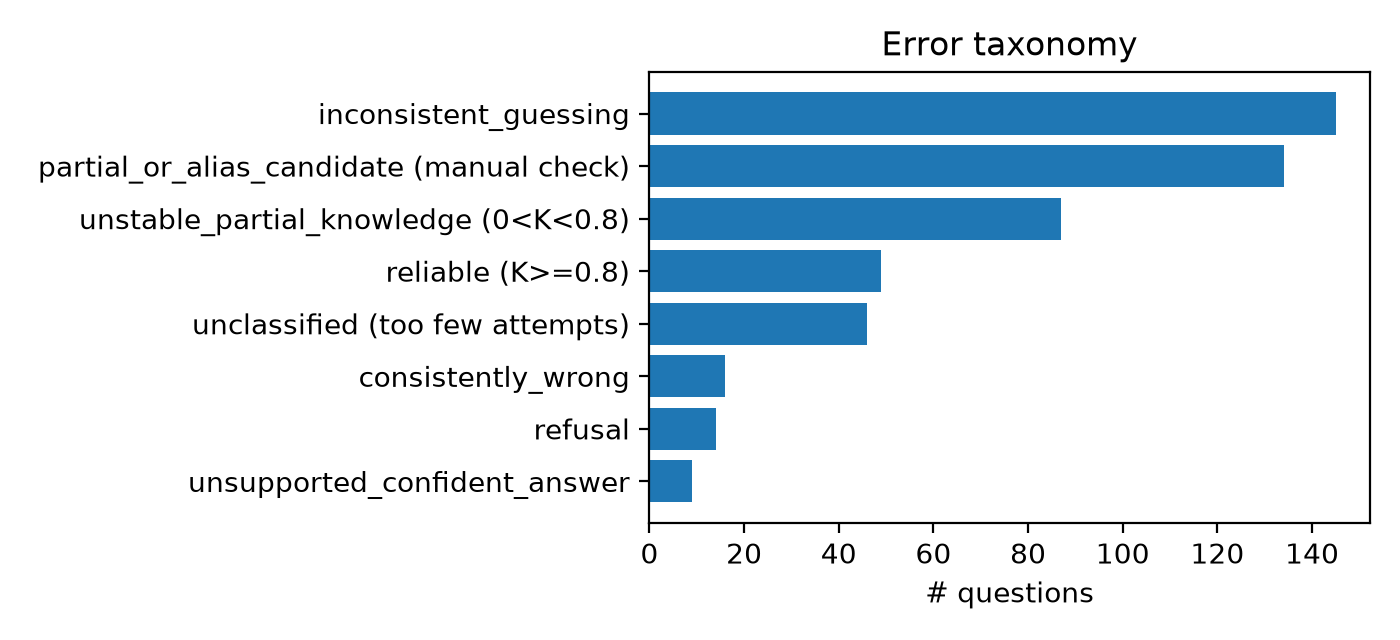 Error taxonomy
inconsistent_guessing
partial_or_alias_candidate (manual check)
unstable_partial_knowledge (0<K<0.8)
reliable (K>=0.8)
unclassified (too few attempts)
consistently_wrong
refusal
unsupported_confident_answer
0 20 40 60 80 100 120 140
# questions